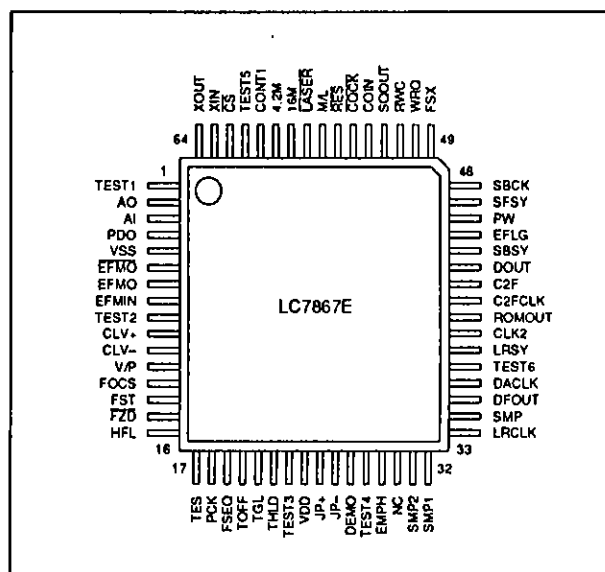 XOUT
XIN
CS
TEST5
CONT1
4.2M
16M
LASER
M/L
RES
COIN
SQOUT
RWC
WRQ
FSX
64
49
1
48
TEST1
AO
AI
PDO
VSS
EFMO
EFMO
EFMIN
TEST2
CLV+
CLV-
V/P
FOCS
FST
FZD
HFL
LC7867E
SBCK
SFSY
PW
EFLG
SBSY
DOUT
C2F
C2FCLK
ROMOUT
CLK2
LRSY
TEST6
DACLK
DFOUT
SMP
LRCLK
16
33
17
32
TES
PCK
FSEQ
TOFF
TGL
THLD
TEST3
VDD
JP+
JP-
DEMO
TEST4
EMPH
NC
SMP2
SMP1